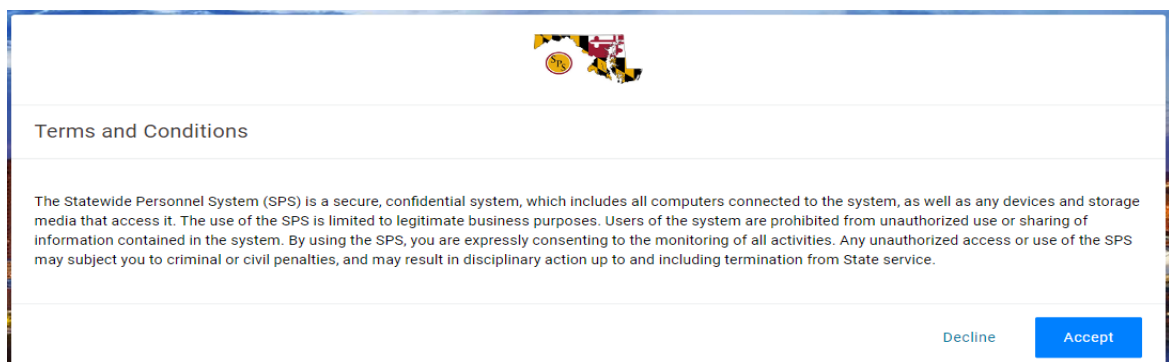 SPS
Terms and Conditions
The Statewide Personnel System (SPS) is a secure, confidential system, which includes all computers connected to the system, as well as any devices and storage
media that access it. The use of the SPS is limited to legitimate business purposes. Users of the system are prohibited from unauthorized use or sharing of
information contained in the system. By using the SPS, you are expressly consenting to the monitoring of all activities. Any unauthorized access or use of the SPS
may subject you to criminal or civil penalties, and may result in disciplinary action up to and including termination from State service.
Decline Accept